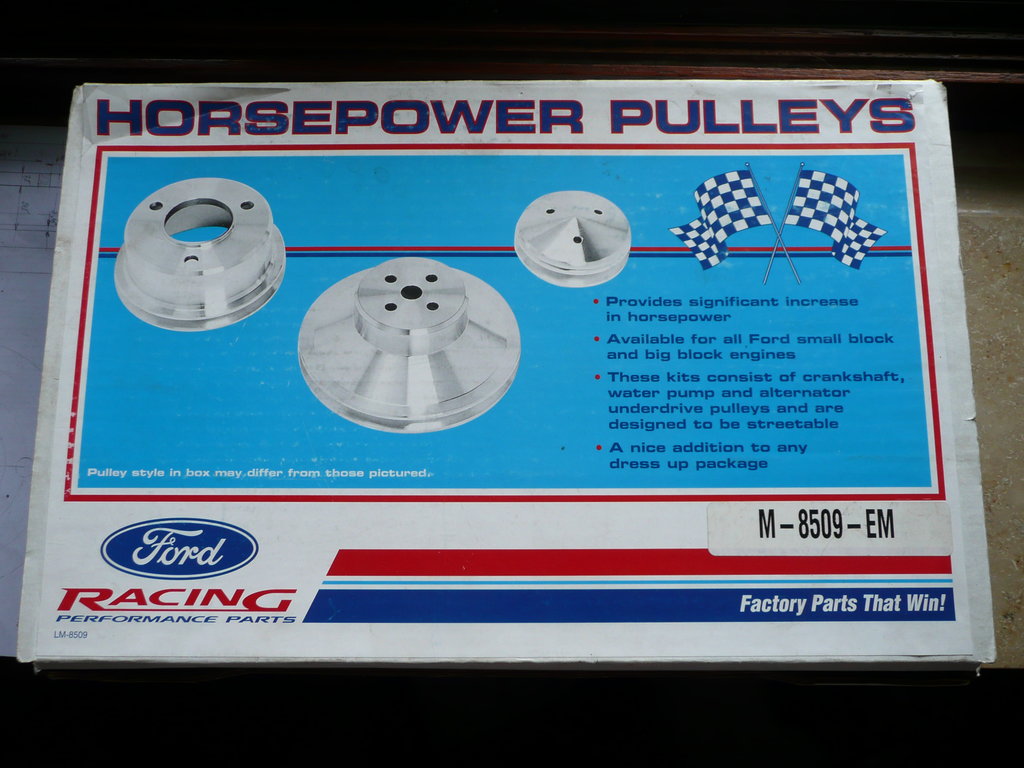 HORSEPOWER PULLEYS
• Provides significant increase
in horsepower
• Available for all Ford small block
and big block engines
• These kits consist of crankshaft,
water pump and alternator
underdrive pulleys and are
designed to be streetable
• A nice addition to any
dress up package
Pulley style in box may differ from those pictured.
M-8509-EM
Ford
RACING
PERFORMANCE PARTS
Factory Parts That Win!
LM-8509